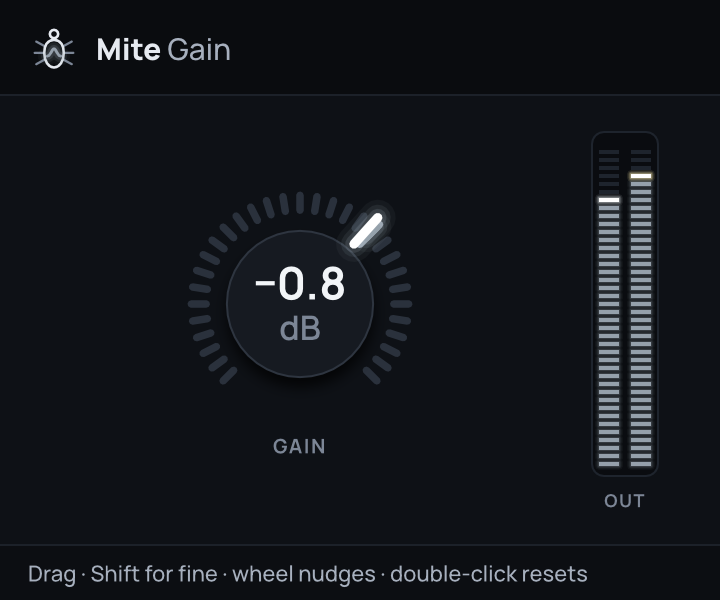 Mite Gain
−0.8
dB
GAIN
OUT
Drag · Shift for fine · wheel nudges · double-click resets